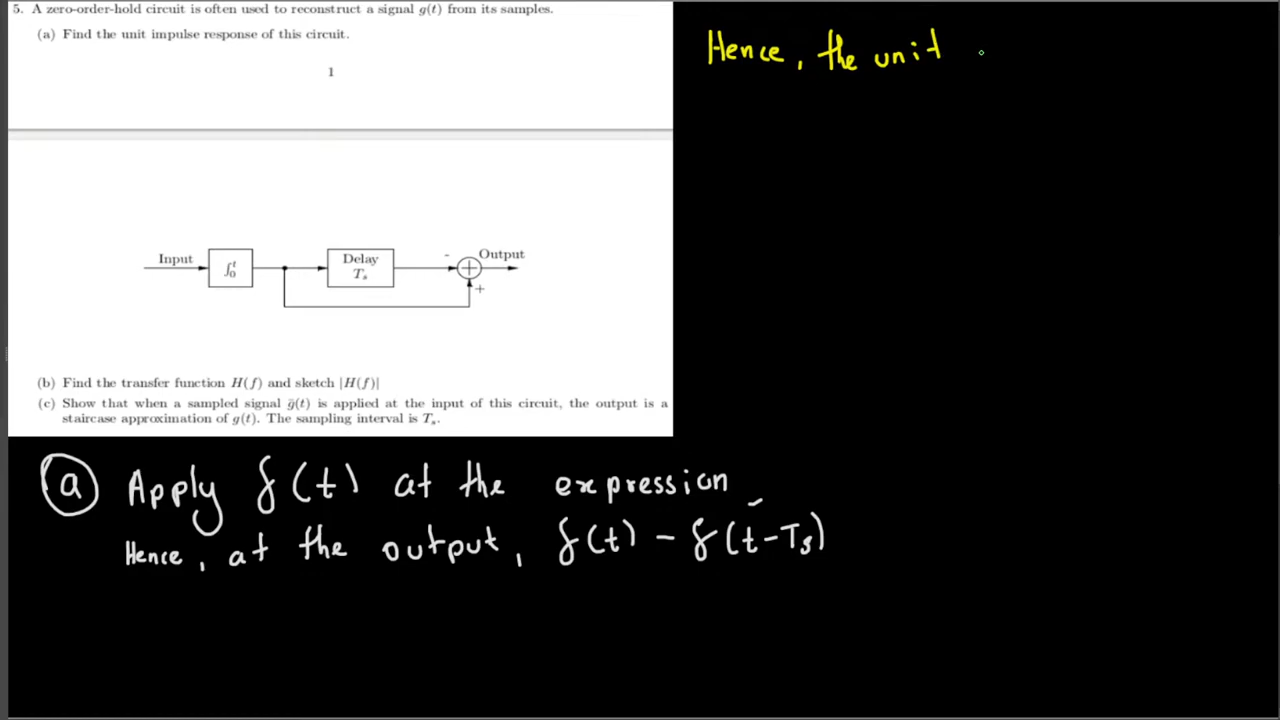 5. A zero-order-hold circuit is often used to reconstruct a signal g(t) from its samples.
(a) Find the unit impulse response of this circuit.
1
Input
∫₀ᵗ
Delay
Tₛ
-
+
Output
+
(b) Find the transfer function H(f) and sketch |H(f)|
(c) Show that when a sampled signal ḡ(t) is applied at the input of this circuit, the output is a
staircase approximation of g(t). The sampling interval is Tₛ.
Hence, the unit
a Apply δ(t) at the expression
Hence, at the output, δ(t) - δ(t-Tₛ)